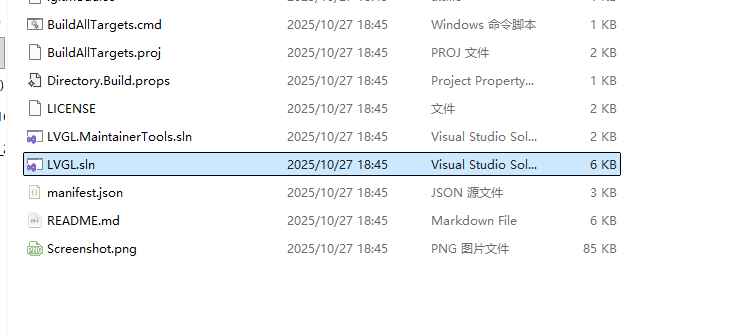 BuildAllTargets.cmd 2025/10/27 18:45 Windows 命令脚本 1 KB
BuildAllTargets.proj 2025/10/27 18:45 PROJ 文件 2 KB
Directory.Build.props 2025/10/27 18:45 Project Property... 1 KB
LICENSE 2025/10/27 18:45 文件 2 KB
LVGL.MaintainerTools.sln 2025/10/27 18:45 Visual Studio Sol... 2 KB
LVGL.sln 2025/10/27 18:45 Visual Studio Sol... 6 KB
manifest.json 2025/10/27 18:45 JSON 源文件 3 KB
README.md 2025/10/27 18:45 Markdown File 6 KB
Screenshot.png 2025/10/27 18:45 PNG 图片文件 85 KB